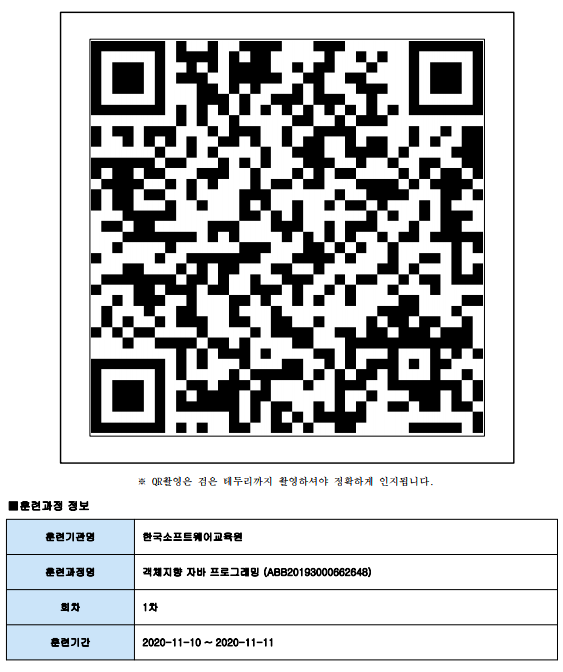 ※ QR촬영은 검은 테두리까지 촬영하셔야 정확하게 인지됩니다.
■훈련과정 정보
훈련기관명 한국소프트웨어교육원
훈련과정명 객체지향 자바 프로그래밍 (ABB20193000662648)
회차 1차
훈련기간 2020-11-10 ~ 2020-11-11